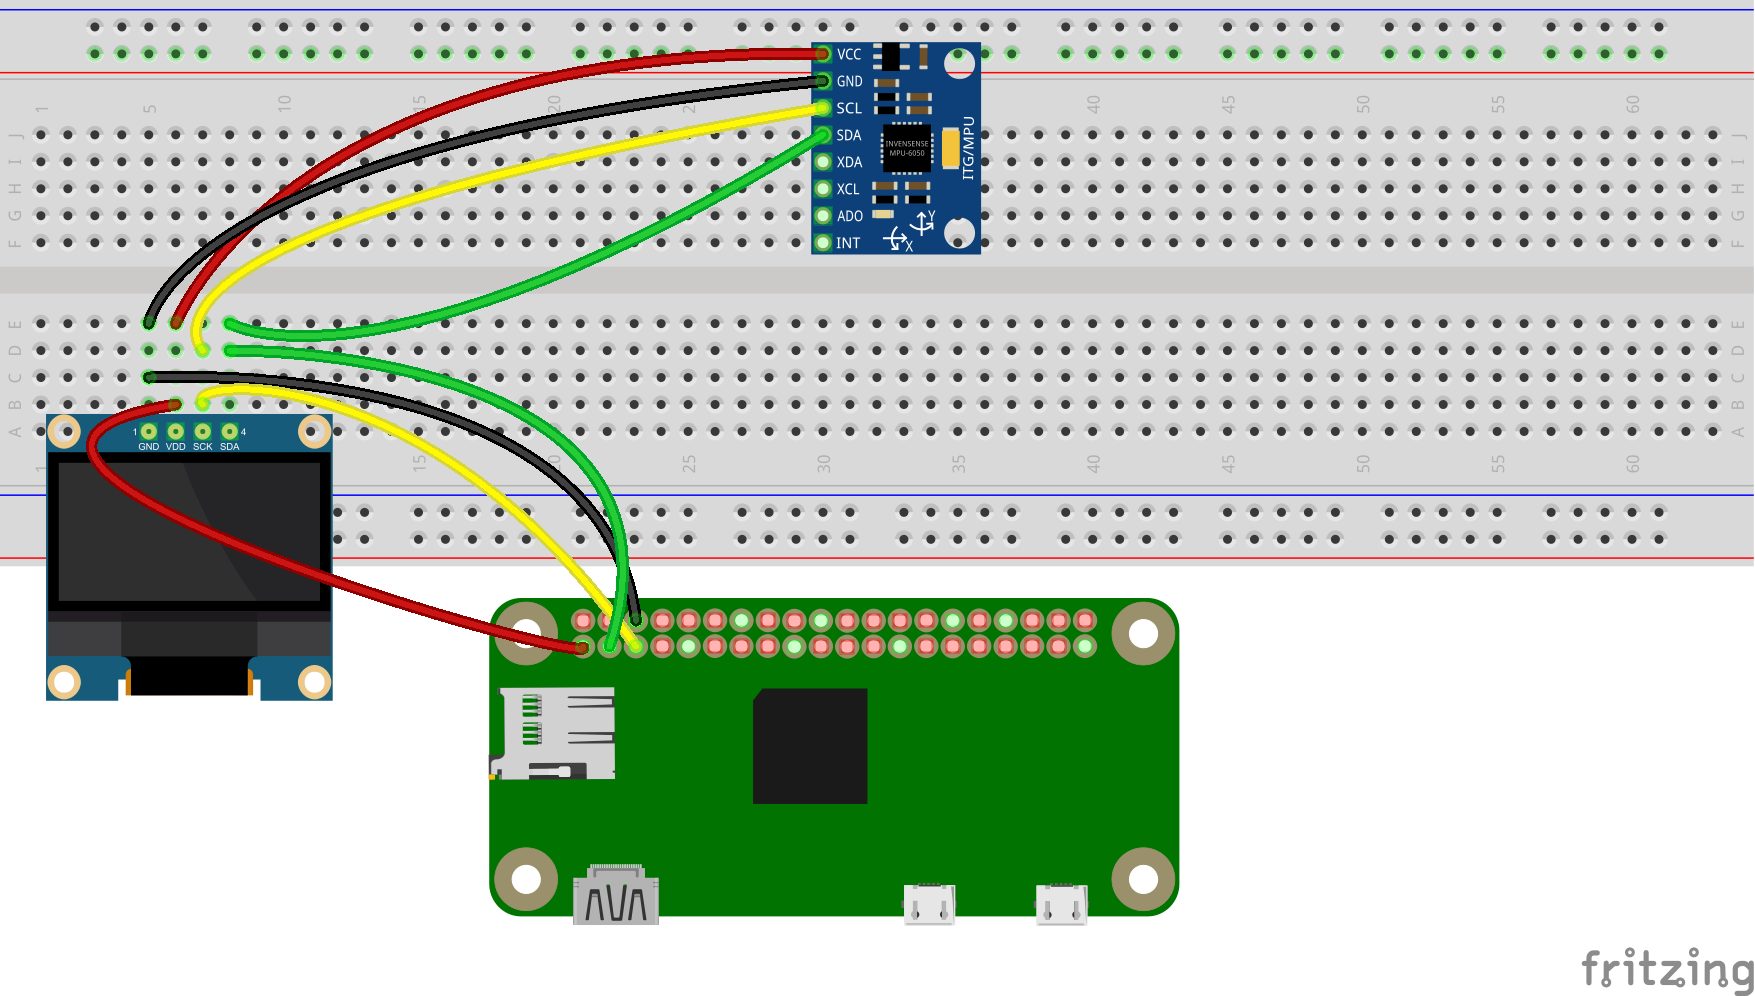 1 5 10 15 20 25 40 45 50 55 60
VCC
GND
SCL
SDA
XDA
XCL
ADO
INT
INVENSENSE
MPU-6050
ITG/MPU
Y
X
J J
I I
H H
G G
F F
E E
D D
C C
B B
A A
1 4
GND VDD SCK SDA
1 15 20 25 30 35 40 45 50 55 60
fritzing